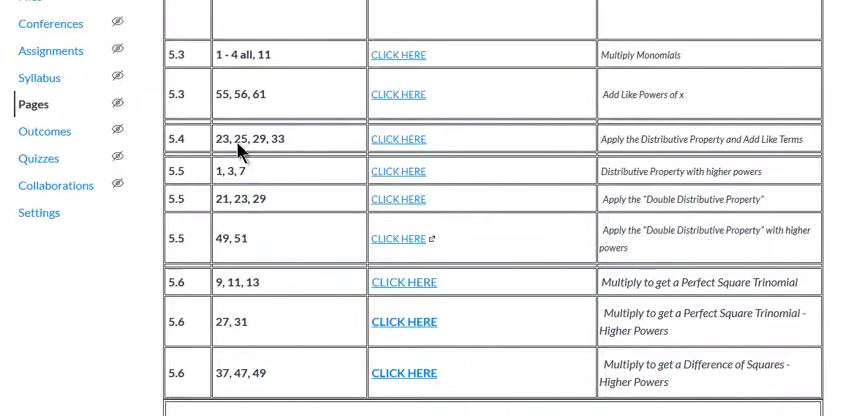 Conferences
Assignments
Syllabus
Pages
Outcomes
Quizzes
Collaborations
Settings
5.3 1 - 4 all, 11 CLICK HERE Multiply Monomials
5.3 55, 56, 61 CLICK HERE Add Like Powers of x
5.4 23, 25, 29, 33 CLICK HERE Apply the Distributive Property and Add Like Terms
5.5 1, 3, 7 CLICK HERE Distributive Property with higher powers
5.5 21, 23, 29 CLICK HERE Apply the "Double Distributive Property"
5.5 49, 51 CLICK HERE Apply the "Double Distributive Property" with higher
powers
5.6 9, 11, 13 CLICK HERE Multiply to get a Perfect Square Trinomial
5.6 27, 31 CLICK HERE Multiply to get a Perfect Square Trinomial -
Higher Powers
5.6 37, 47, 49 CLICK HERE Multiply to get a Difference of Squares -
Higher Powers